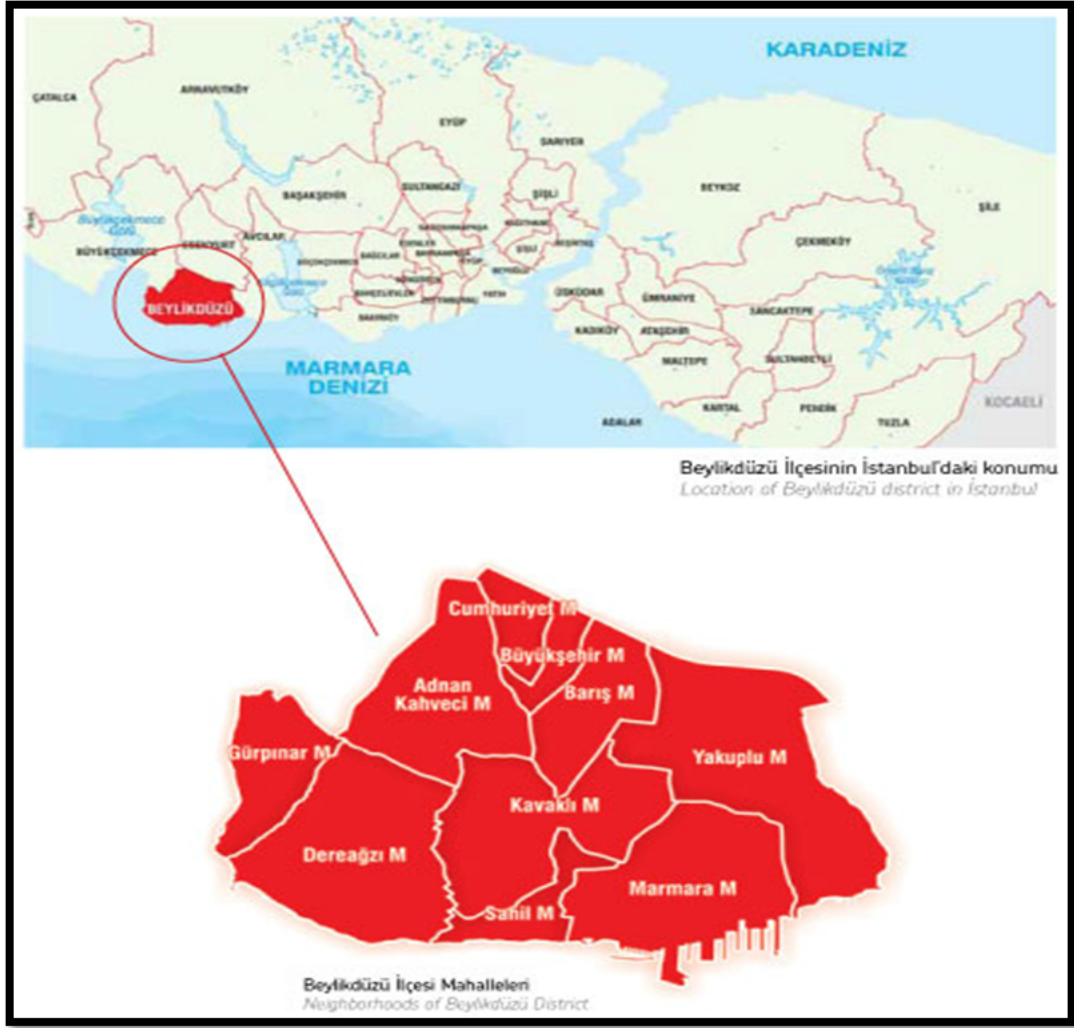 KARADENİZ
ÇATALCA
ARNAVUTKÖY
EYÜP
SARIYER
BAŞAKŞEHİR
SULTANGAZİ
ŞİŞLİ
BEYKOZ
ŞİLE
Büyükçekmece
Gölü
BÜYÜKÇEKMECE
AVCILAR
BAĞCILAR
ÇEKMEKÖY
BEYOĞLU
ÜSKÜDAR
ÜMRANİYE
SANCAKTEPE
BEYLİKDÜZÜ
FATİH
BAKIRKÖY
KADIKÖY
ATAŞEHİR
MALTEPE
SULTANBEYLİ
MARMARA
DENİZİ
KARTAL
PENDİK
TUZLA
KOCAELİ
ADALAR
Beylikdüzü İlçesinin İstanbul'daki konumu
Location of Beylikdüzü district in İstanbul
Cumhuriyet M
Büyükşehir M
Adnan
Kahveci M
Barış M
Gürpınar M
Yakuplu M
Kavaklı M
Dereağzı M
Marmara M
Sahil M
Beylikdüzü İlçesi Mahalleleri
Neighborhoods of Beylikdüzü District